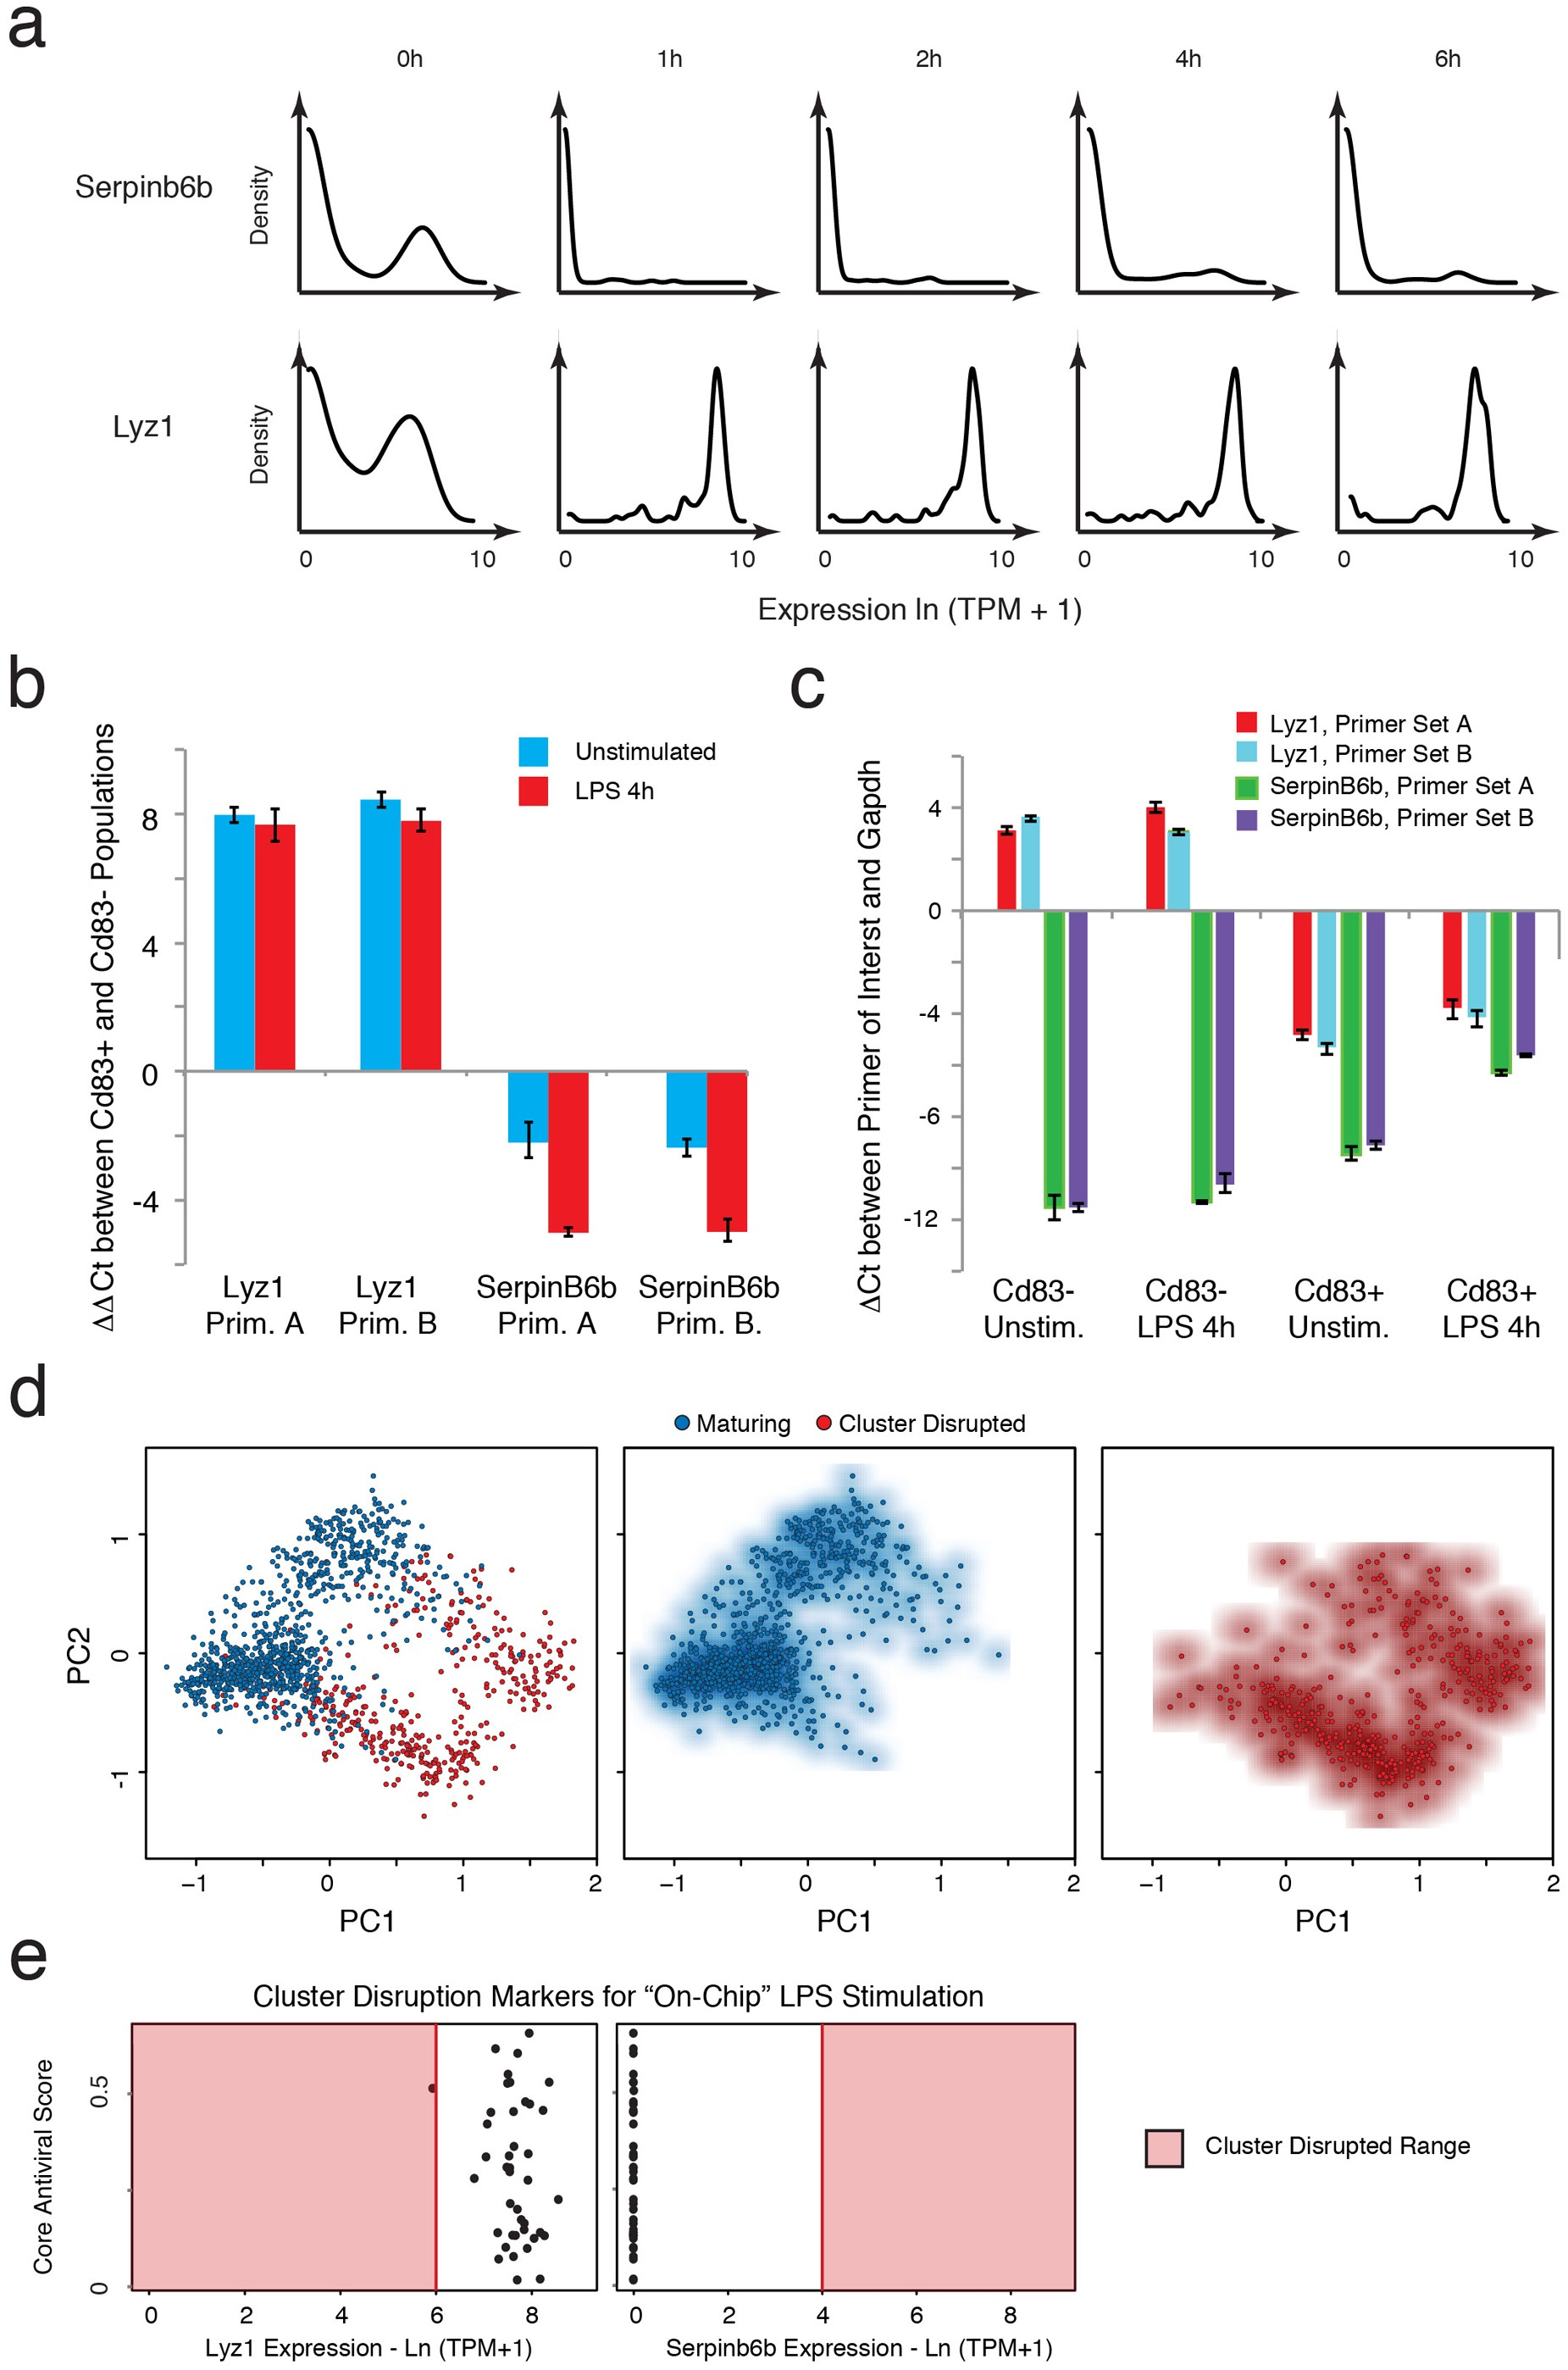 a
0h 1h 2h 4h 6h
Serpinb6b
Density
Lyz1
Density
0 10 0 10 0 10 0 10 0 10
Expression ln (TPM + 1)
b
ΔΔCt between Cd83+ and Cd83- Populations
Unstimulated
LPS 4h
8
4
0
-4
Lyz1 Prim. A
Lyz1 Prim. B
SerpinB6b Prim. A
SerpinB6b Prim. B.
c
ΔCt between Primer of Interst and Gapdh
Lyz1, Primer Set A
Lyz1, Primer Set B
SerpinB6b, Primer Set A
SerpinB6b, Primer Set B
4
0
-4
-6
-12
Cd83- Unstim.
Cd83- LPS 4h
Cd83+ Unstim.
Cd83+ LPS 4h
d
Maturing Cluster Disrupted
PC2
1
0
-1
−1 0 1 2 −1 0 1 2 −1 0 1 2
PC1 PC1 PC1
e
Cluster Disruption Markers for “On-Chip” LPS Stimulation
Core Antiviral Score
0.5
0
0 2 4 6 8 0 2 4 6 8
Lyz1 Expression - Ln (TPM+1)
Serpinb6b Expression - Ln (TPM+1)
Cluster Disrupted Range